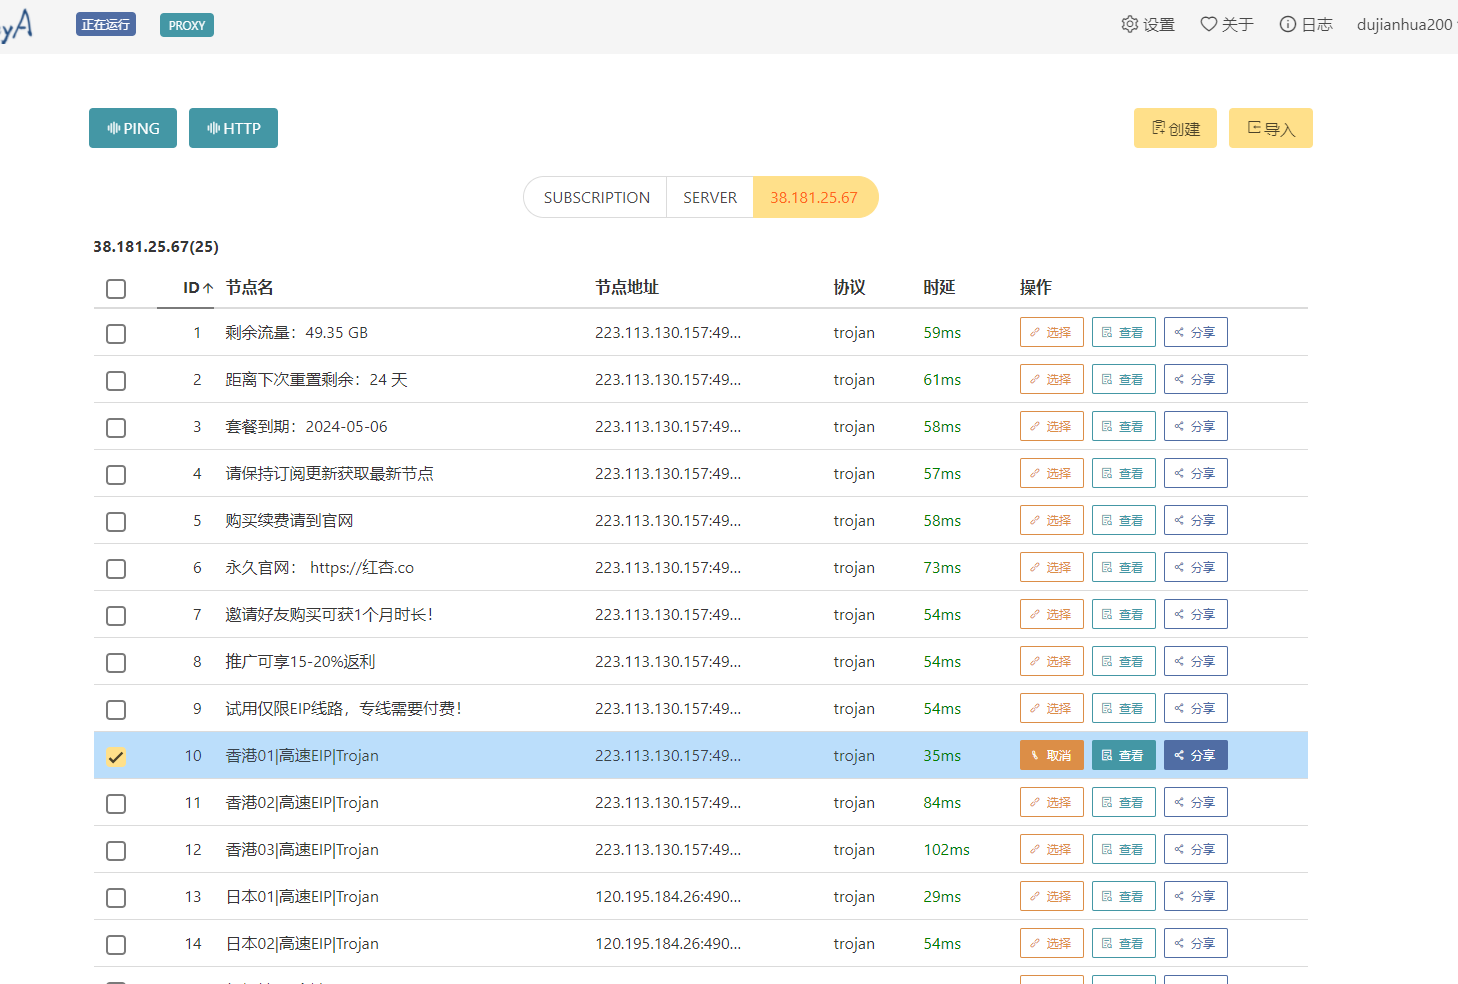 yA 正在运行 PROXY 设置 关于 日志 dujianhua200
PING HTTP 创建 导入
SUBSCRIPTION SERVER 38.181.25.67
38.181.25.67(25)
ID↑ 节点名 节点地址 协议 时延 操作
1 剩余流量：49.35 GB 223.113.130.157:49... trojan 59ms 选择 查看 分享
2 距离下次重置剩余：24 天 223.113.130.157:49... trojan 61ms 选择 查看 分享
3 套餐到期：2024-05-06 223.113.130.157:49... trojan 58ms 选择 查看 分享
4 请保持订阅更新获取最新节点 223.113.130.157:49... trojan 57ms 选择 查看 分享
5 购买续费请到官网 223.113.130.157:49... trojan 58ms 选择 查看 分享
6 永久官网： https://红杏.co 223.113.130.157:49... trojan 73ms 选择 查看 分享
7 邀请好友购买可获1个月时长！ 223.113.130.157:49... trojan 54ms 选择 查看 分享
8 推广可享15-20%返利 223.113.130.157:49... trojan 54ms 选择 查看 分享
9 试用仅限EIP线路，专线需要付费！ 223.113.130.157:49... trojan 54ms 选择 查看 分享
10 香港01|高速EIP|Trojan 223.113.130.157:49... trojan 35ms 取消 查看 分享
11 香港02|高速EIP|Trojan 223.113.130.157:49... trojan 84ms 选择 查看 分享
12 香港03|高速EIP|Trojan 223.113.130.157:49... trojan 102ms 选择 查看 分享
13 日本01|高速EIP|Trojan 120.195.184.26:490... trojan 29ms 选择 查看 分享
14 日本02|高速EIP|Trojan 120.195.184.26:490... trojan 54ms 选择 查看 分享